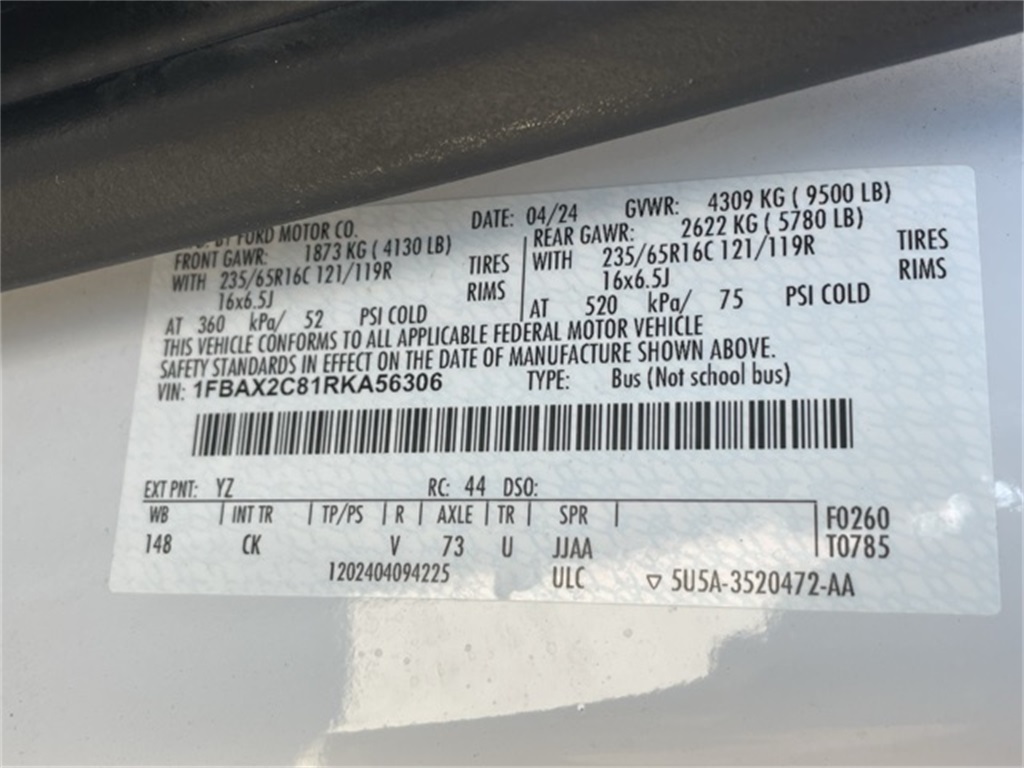 BY FORD MOTOR CO. DATE: 04/24 GVWR: 4309 KG ( 9500 LB)
FRONT GAWR: 1873 KG ( 4130 LB) REAR GAWR: 2622 KG ( 5780 LB)
WITH 235/65R16C 121/119R TIRES WITH 235/65R16C 121/119R TIRES
16x6.5J RIMS 16x6.5J RIMS
AT 360 kPa/ 52 PSI COLD AT 520 kPa/ 75 PSI COLD
THIS VEHICLE CONFORMS TO ALL APPLICABLE FEDERAL MOTOR VEHICLE
SAFETY STANDARDS IN EFFECT ON THE DATE OF MANUFACTURE SHOWN ABOVE.
VIN: 1FBAX2C81RKA56306 TYPE: Bus (Not school bus)
EXT PNT: YZ RC: 44 DSO:
WB INT TR TP/PS R AXLE TR SPR F0260
148 CK V 73 U JJAA T0785
1202404094225 ULC ▽ 5U5A-3520472-AA